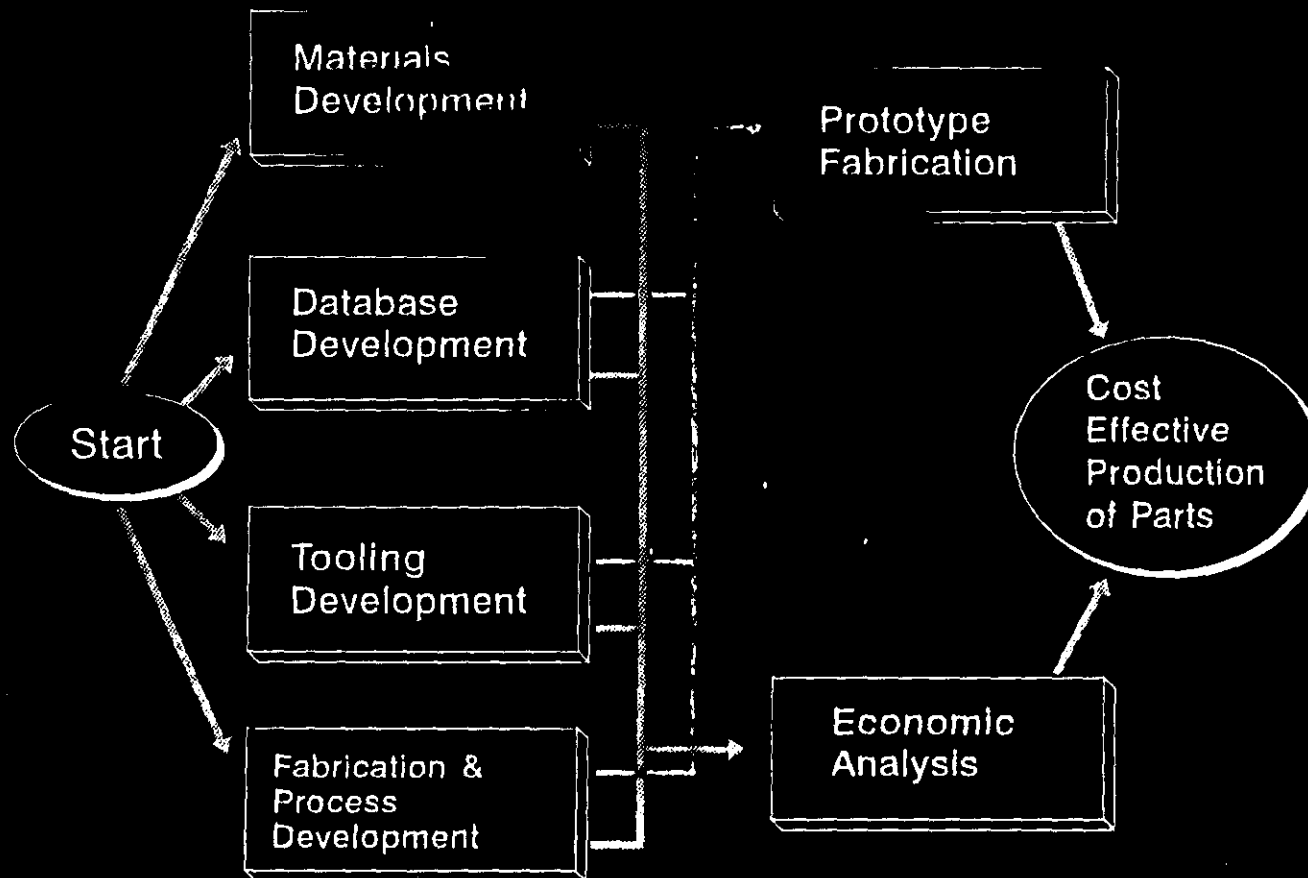 Materials
Development
Database
Development
Start
Tooling
Development
Fabrication &
Process
Development
Prototype
Fabrication
Cost
Effective
Production
of Parts
Economic
Analysis